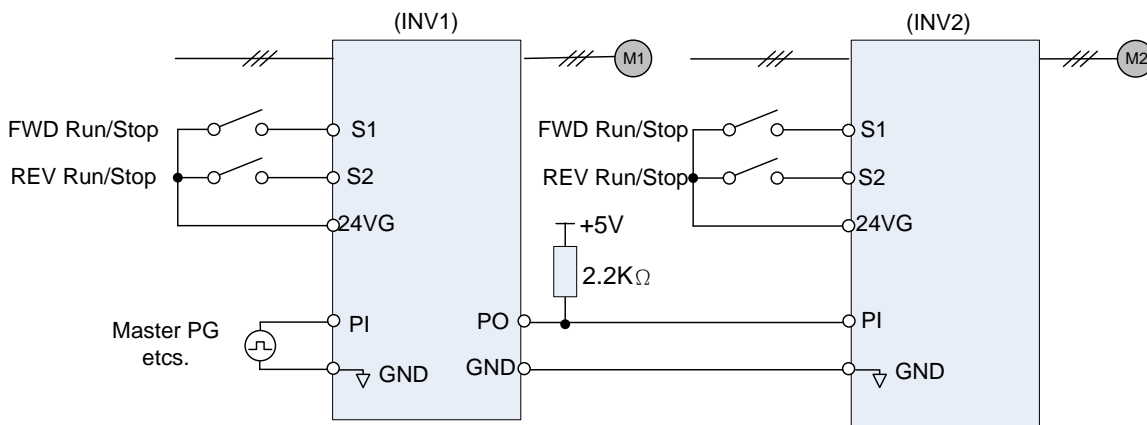 (INV1)
(INV2)
M1
M2
FWD Run/Stop
S1
REV Run/Stop
S2
24VG
FWD Run/Stop
S1
REV Run/Stop
S2
24VG
+5V
2.2KΩ
Master PG
etcs.
PI
GND
PO
GND
PI
GND